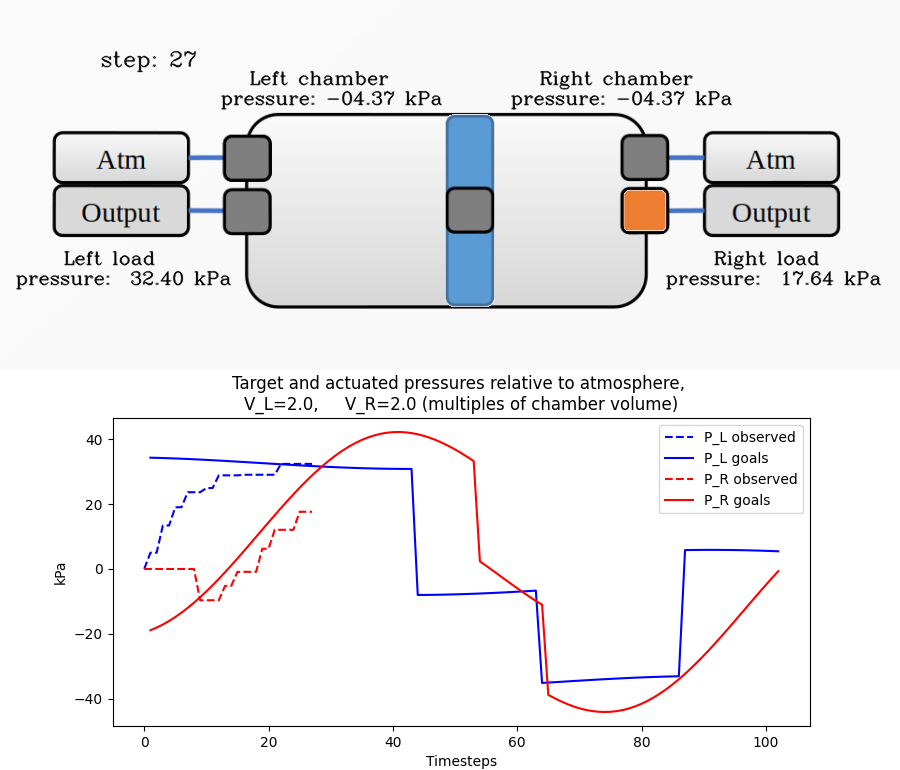 step: 27
Left chamber
pressure: −04.37 kPa
Right chamber
pressure: −04.37 kPa
Atm
Atm
Output
Output
Left load
pressure: 32.40 kPa
Right load
pressure: 17.64 kPa
Target and actuated pressures relative to atmosphere,
V_L=2.0, V_R=2.0 (multiples of chamber volume)
P_L observed
P_L goals
P_R observed
P_R goals
kPa
40
20
0
−20
−40
0 20 40 60 80 100
Timesteps